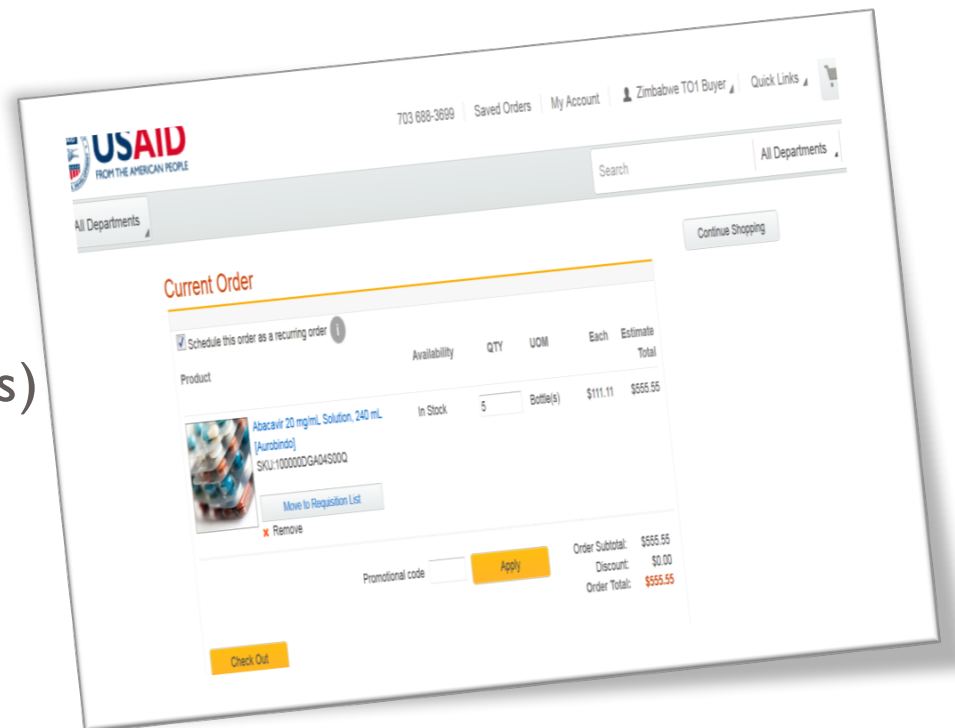 USAID
FROM THE AMERICAN PEOPLE
703 688-3699 Saved Orders My Account Zimbabwe TO1 Buyer Quick Links
All Departments
Search All Departments
Continue Shopping
Current Order
Schedule this order as a recurring order i
Product Availability QTY UOM Each Estimate Total
s)
Abacavir 20 mg/mL Solution, 240 mL
[Aurobindo]
SKU:100000DGA04S00Q
In Stock 5 Bottle(s) $111.11 $555.55
Move to Requisition List
× Remove
Promotional code Apply
Order Subtotal: $555.55
Discount: $0.00
Order Total: $555.55
Check Out